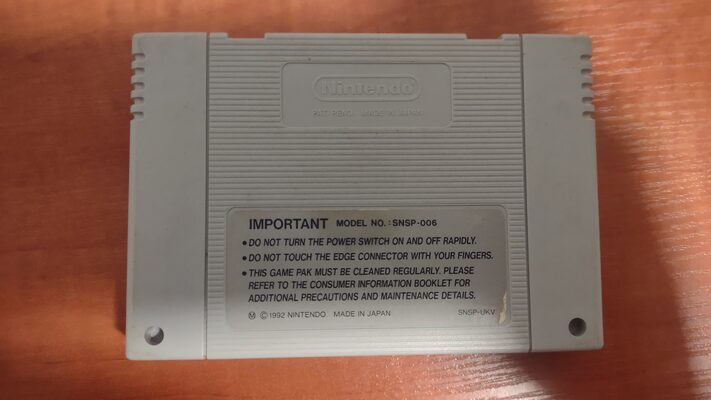 Nintendo
PAT. PEND. MADE IN JAPAN
IMPORTANT MODEL NO.: SNSP-006
• DO NOT TURN THE POWER SWITCH ON AND OFF RAPIDLY.
• DO NOT TOUCH THE EDGE CONNECTOR WITH YOUR FINGERS.
• THIS GAME PAK MUST BE CLEANED REGULARLY. PLEASE
REFER TO THE CONSUMER INFORMATION BOOKLET FOR
ADDITIONAL PRECAUTIONS AND MAINTENANCE DETAILS.
Ⓜ ©1992 NINTENDO MADE IN JAPAN SNSP-UKV